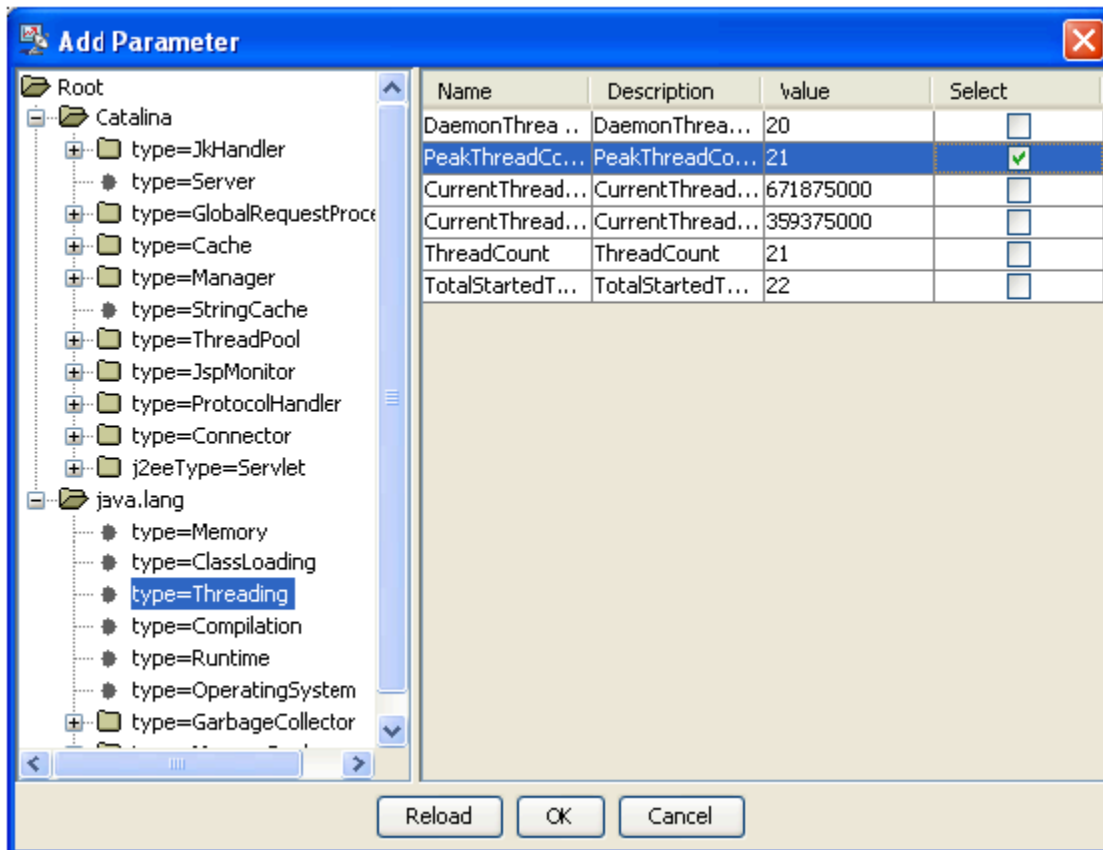 Add Parameter
Root
Catalina
type=JkHandler
type=Server
type=GlobalRequestProce
type=Cache
type=Manager
type=StringCache
type=ThreadPool
type=JspMonitor
type=ProtocolHandler
type=Connector
j2eeType=Servlet
java.lang
type=Memory
type=ClassLoading
type=Threading
type=Compilation
type=Runtime
type=OperatingSystem
type=GarbageCollector
Name Description Value Select
DaemonThrea .. DaemonThrea... 20
PeakThreadCc... PeakThreadCo... 21
CurrentThread... CurrentThread... 671875000
CurrentThread... CurrentThread... 359375000
ThreadCount ThreadCount 21
TotalStartedT... TotalStartedT... 22
Reload OK Cancel